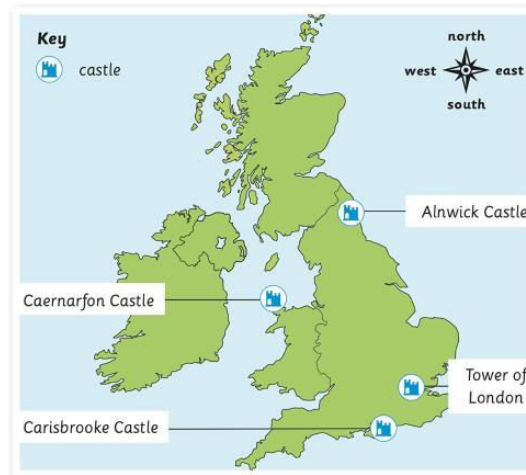 Key
castle
north
west east
south
Alnwick Castle
Caernarfon Castle
Tower of
London
Carisbrooke Castle